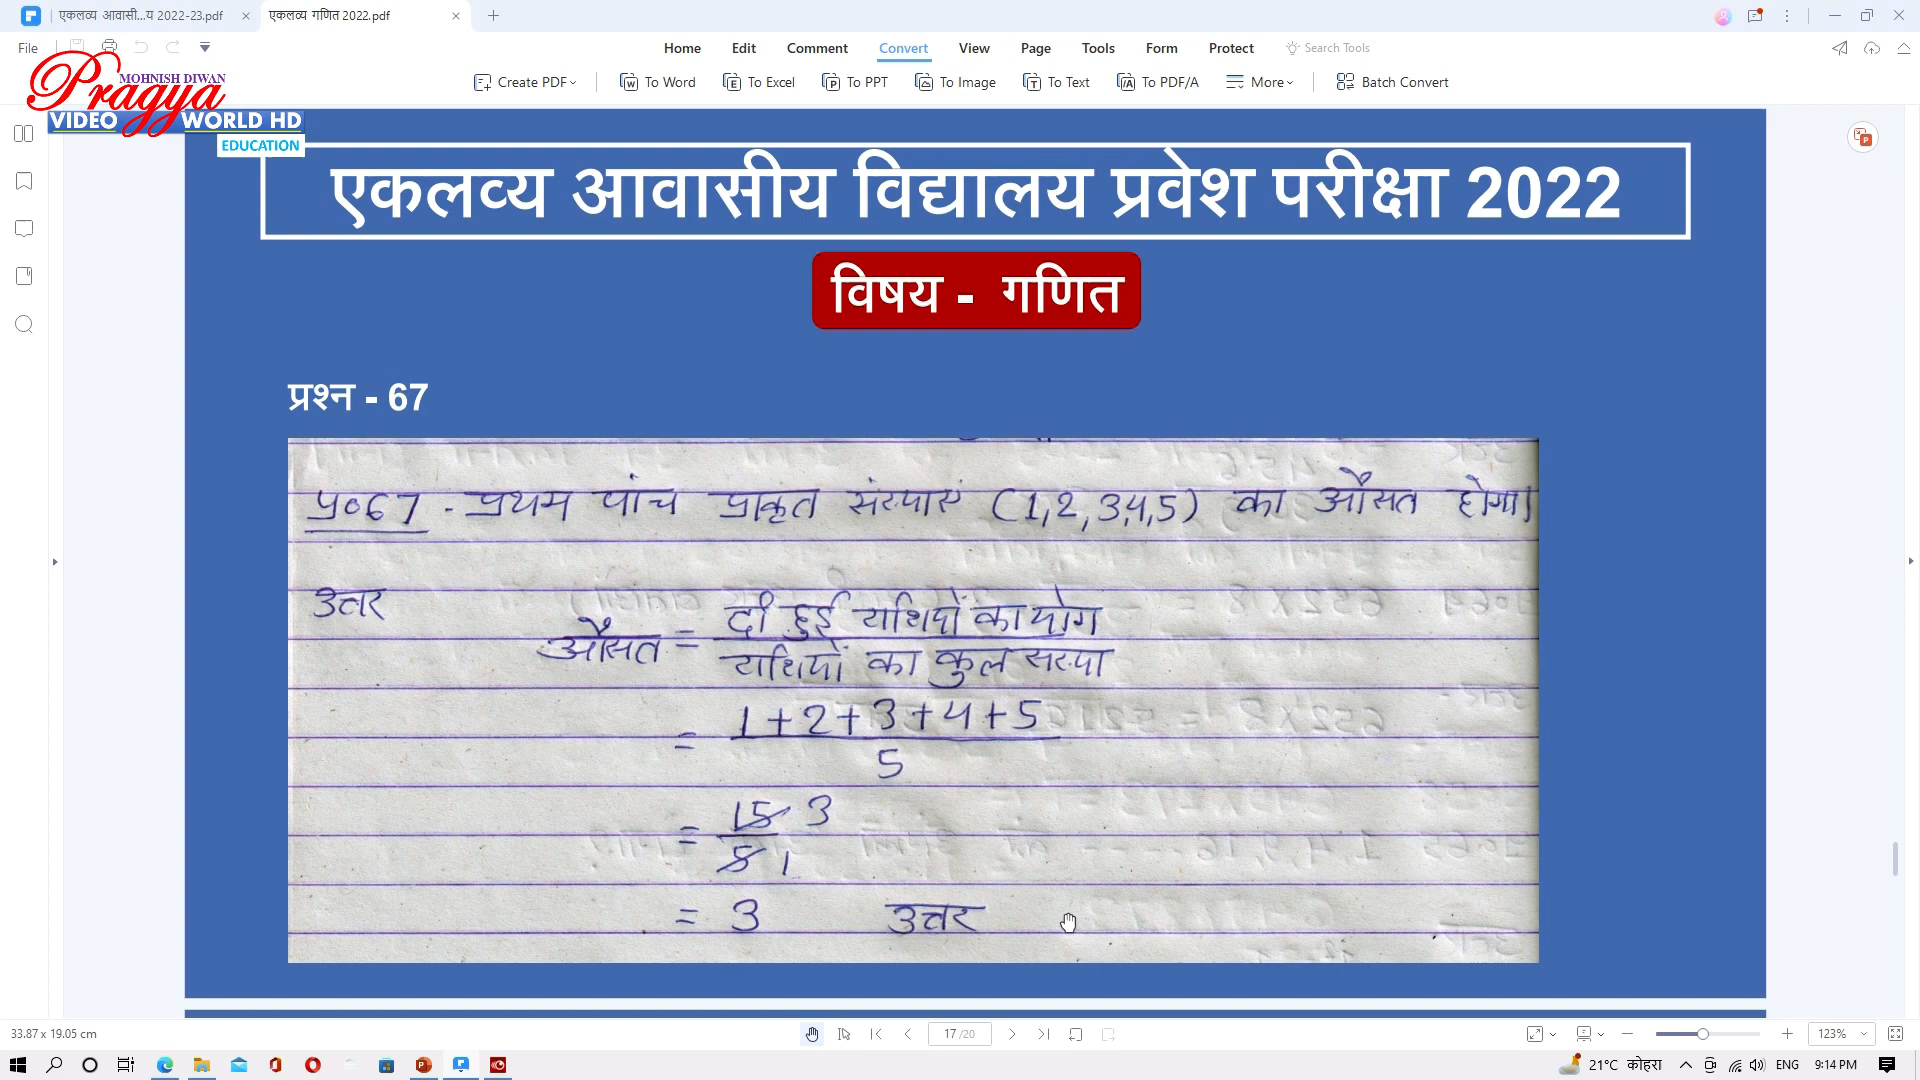 एकलव्य आवासी...य 2022-23.pdf
एकलव्य गणित 2022.pdf
File
Home Edit Comment Convert View Page Tools Form Protect Search Tools
Create PDF To Word To Excel To PPT To Image To Text To PDF/A More Batch Convert
MOHNISH DIWAN
Pragya
VIDEO WORLD HD
EDUCATION
एकलव्य आवासीय विद्यालय प्रवेश परीक्षा 2022
विषय - गणित
प्रश्न - 67
प्र०67 - प्रथम पांच प्राकृत संख्याएं (1,2,3,4,5) का औसत होगा।
उत्तर
औसत = दी हुई राशियों का योग
राशियों का कुल संख्या
= 1+2+3+4+5
5
= 15 3
5 1
= 3 उत्तर
33.87 x 19.05 cm
17 /20
123%
21°C कोहरा
ENG
9:14 PM